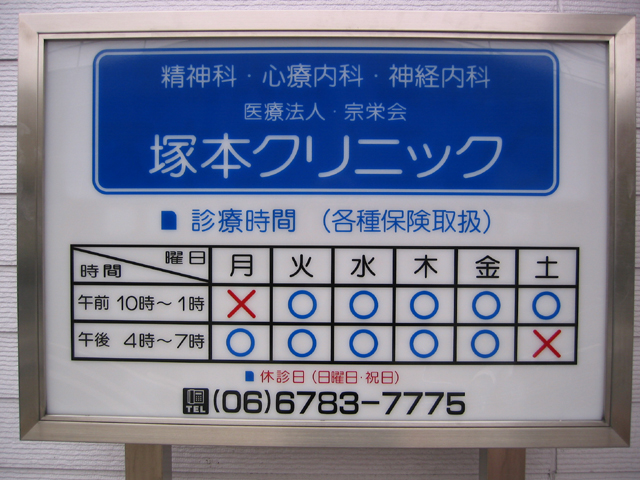 精神科・心療内科・神経内科
医療法人・宗栄会
塚本クリニック
診療時間 (各種保険取扱)
曜日 時間 月 火 水 木 金 土
午前 10時～1時 × ○ ○ ○ ○ ○
午後 4時～7時 ○ ○ ○ ○ ○ ×
休診日(日曜日・祝日)
TEL (06)6783-7775